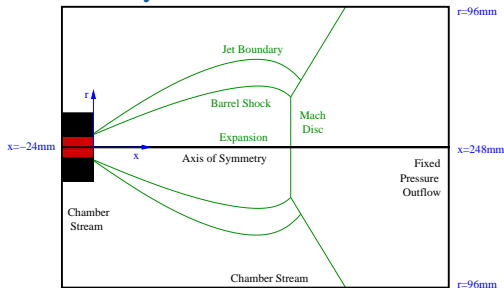 r=96mm
Jet Boundary
r
Barrel Shock
Mach
Disc
Expansion
x=−24mm
x
Axis of Symmetry
x=248mm
Fixed
Pressure
Outflow
Chamber
Stream
Chamber Stream
r=96mm